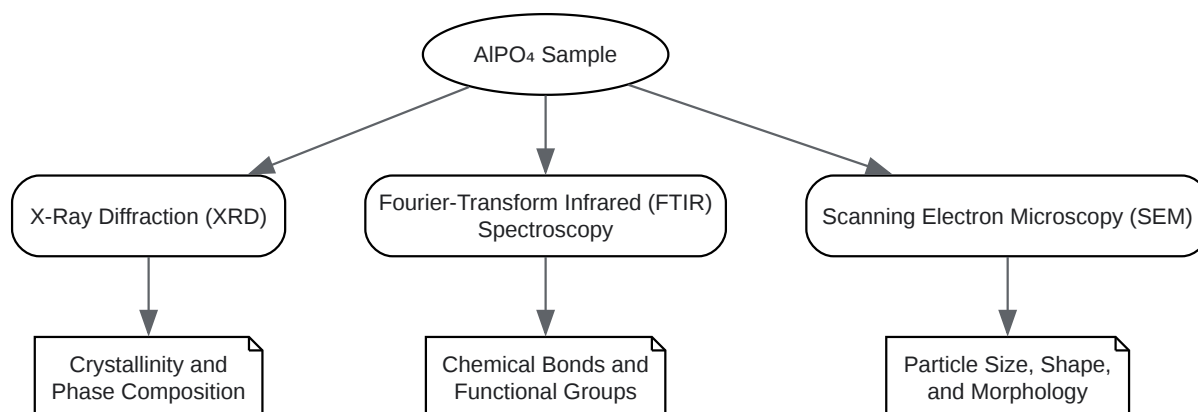 AlPO₄ Sample
X-Ray Diffraction (XRD)
Fourier-Transform Infrared (FTIR)
Spectroscopy
Scanning Electron Microscopy (SEM)
Crystallinity and
Phase Composition
Chemical Bonds and
Functional Groups
Particle Size, Shape,
and Morphology